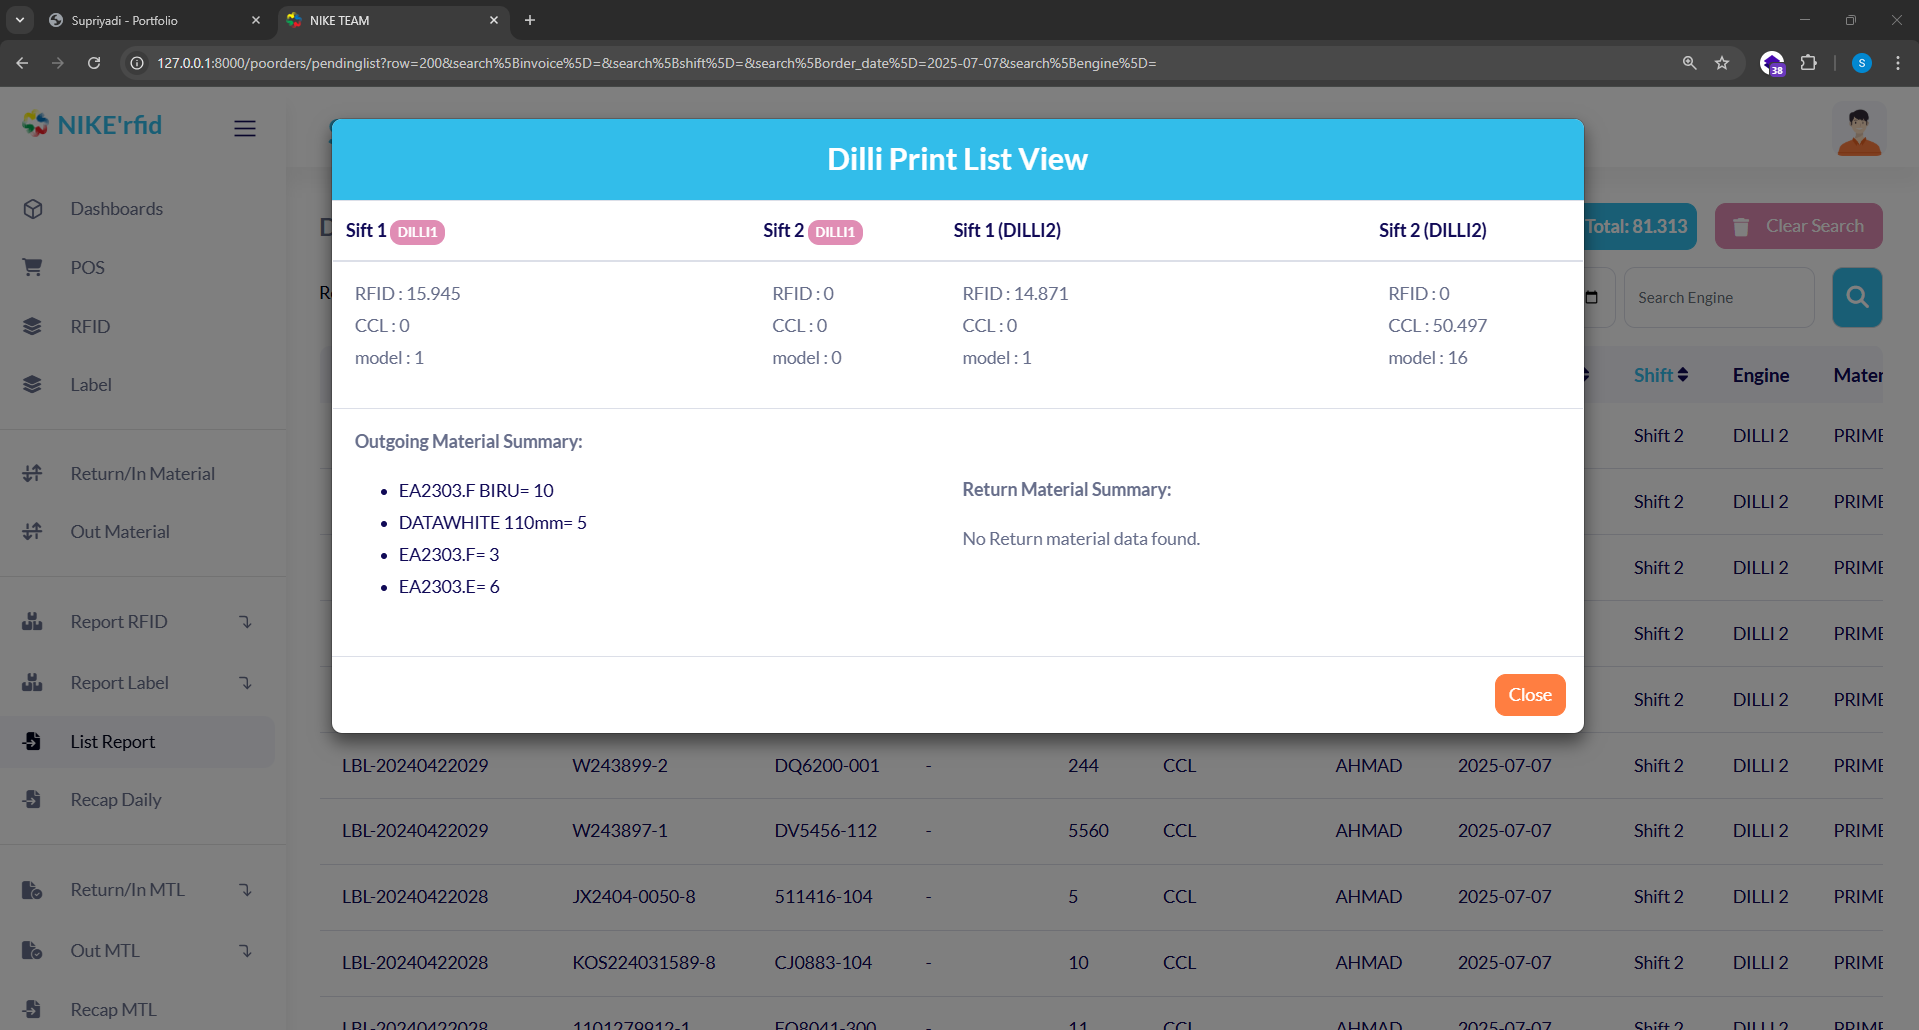 Supriyadi - Portfolio
NIKE TEAM
127.0.0.1:8000/poorders/pendinglist?row=200&search%5Binvoice%5D=&search%5Bshift%5D=&search%5Border_date%5D=2025-07-07&search%5Bengine%5D=
38
S
NIKE'rfid
Dilli Print List View
Dashboards
POS
RFID
Label
Return/In Material
Out Material
Report RFID
Report Label
List Report
Recap Daily
Return/In MTL
Out MTL
Recap MTL
Sift 1 DILLI1 Sift 2 DILLI1 Sift 1 (DILLI2) Sift 2 (DILLI2)
RFID : 15.945 RFID : 0 RFID : 14.871 RFID : 0
CCL : 0 CCL : 0 CCL : 0 CCL : 50.497
model : 1 model : 0 model : 1 model : 16
Outgoing Material Summary:
• EA2303.F BIRU= 10
• DATAWHITE 110mm= 5
• EA2303.F= 3
• EA2303.E= 6
Return Material Summary:
No Return material data found.
Close
Total: 81.313 Clear Search
Search Engine
Shift Engine Mater
Shift 2 DILLI 2 PRIME
Shift 2 DILLI 2 PRIME
Shift 2 DILLI 2 PRIME
Shift 2 DILLI 2 PRIME
Shift 2 DILLI 2 PRIME
LBL-20240422029 W243899-2 DQ6200-001 - 244 CCL AHMAD 2025-07-07 Shift 2 DILLI 2 PRIME
LBL-20240422029 W243897-1 DV5456-112 - 5560 CCL AHMAD 2025-07-07 Shift 2 DILLI 2 PRIME
LBL-20240422028 JX2404-0050-8 511416-104 - 5 CCL AHMAD 2025-07-07 Shift 2 DILLI 2 PRIME
LBL-20240422028 KOS224031589-8 CJ0883-104 - 10 CCL AHMAD 2025-07-07 Shift 2 DILLI 2 PRIME
LBL-20240422028 1101279912-1 FQ8041-300 - 11 CCL AHMAD 2025-07-07 Shift 2 DILLI 2 PRIME